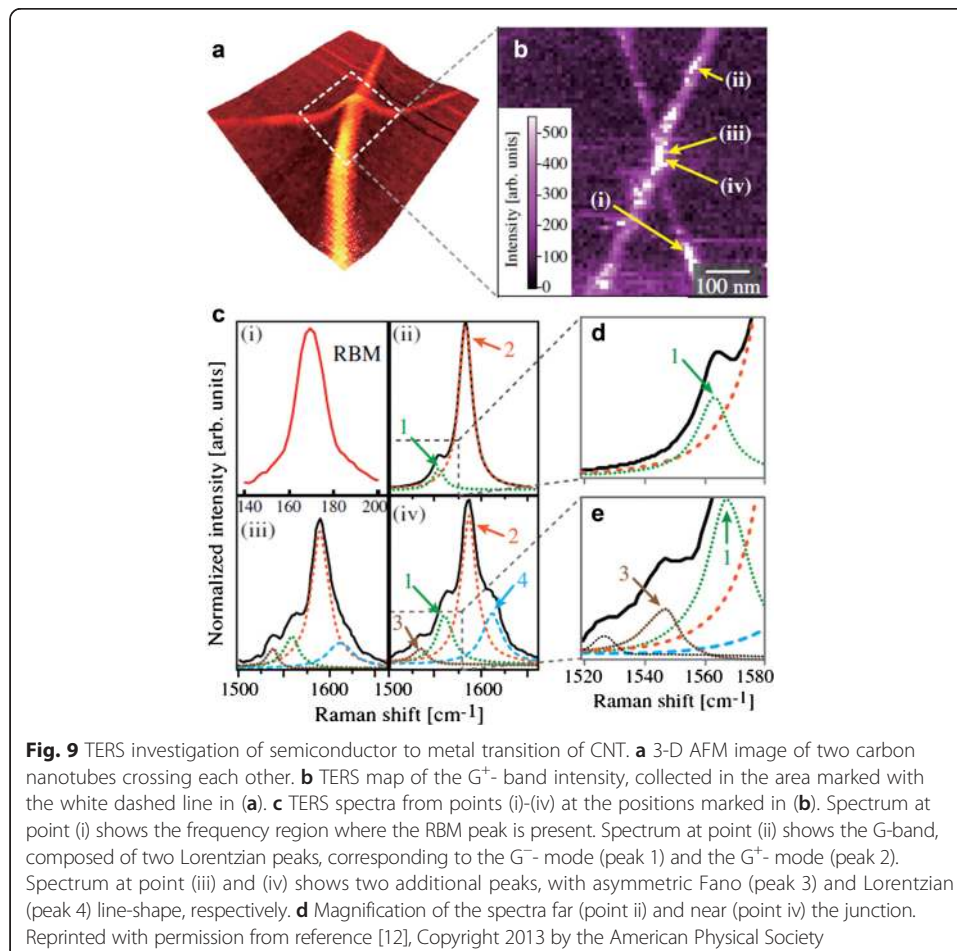 a
b
(ii)
(iii)
(iv)
(i)
Intensity [arb. units]
500
400
300
200
100
0
100 nm
c
(i)
RBM
140 160 180 200
(ii)
2
1
d
1
(iii)
(iv)
2
1
4
3
e
3
1
Normalized intensity [arb. units]
1500 1600 1500 1600
Raman shift [cm-1]
1520 1540 1560 1580
Raman shift [cm-1]
Fig. 9 TERS investigation of semiconductor to metal transition of CNT. a 3-D AFM image of two carbon
nanotubes crossing each other. b TERS map of the G+- band intensity, collected in the area marked with
the white dashed line in (a). c TERS spectra from points (i)-(iv) at the positions marked in (b). Spectrum at
point (i) shows the frequency region where the RBM peak is present. Spectrum at point (ii) shows the G-band,
composed of two Lorentzian peaks, corresponding to the G−- mode (peak 1) and the G+- mode (peak 2).
Spectrum at point (iii) and (iv) shows two additional peaks, with asymmetric Fano (peak 3) and Lorentzian
(peak 4) line-shape, respectively. d Magnification of the spectra far (point ii) and near (point iv) the junction.
Reprinted with permission from reference [12], Copyright 2013 by the American Physical Society